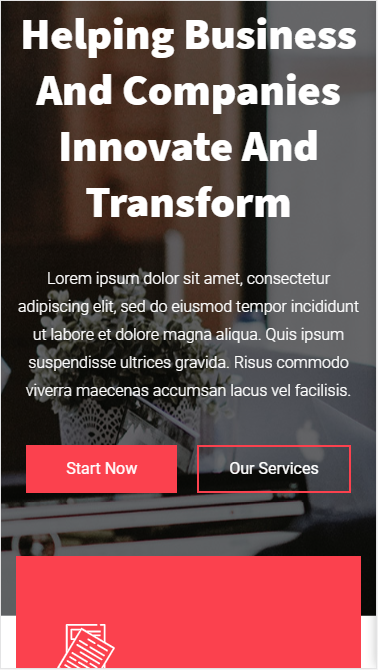 Helping Business
And Companies
Innovate And
Transform
Lorem ipsum dolor sit amet, consectetur
adipiscing elit, sed do eiusmod tempor incididunt
ut labore et dolore magna aliqua. Quis ipsum
suspendisse ultrices gravida. Risus commodo
viverra maecenas accumsan lacus vel facilisis.
Start Now
Our Services